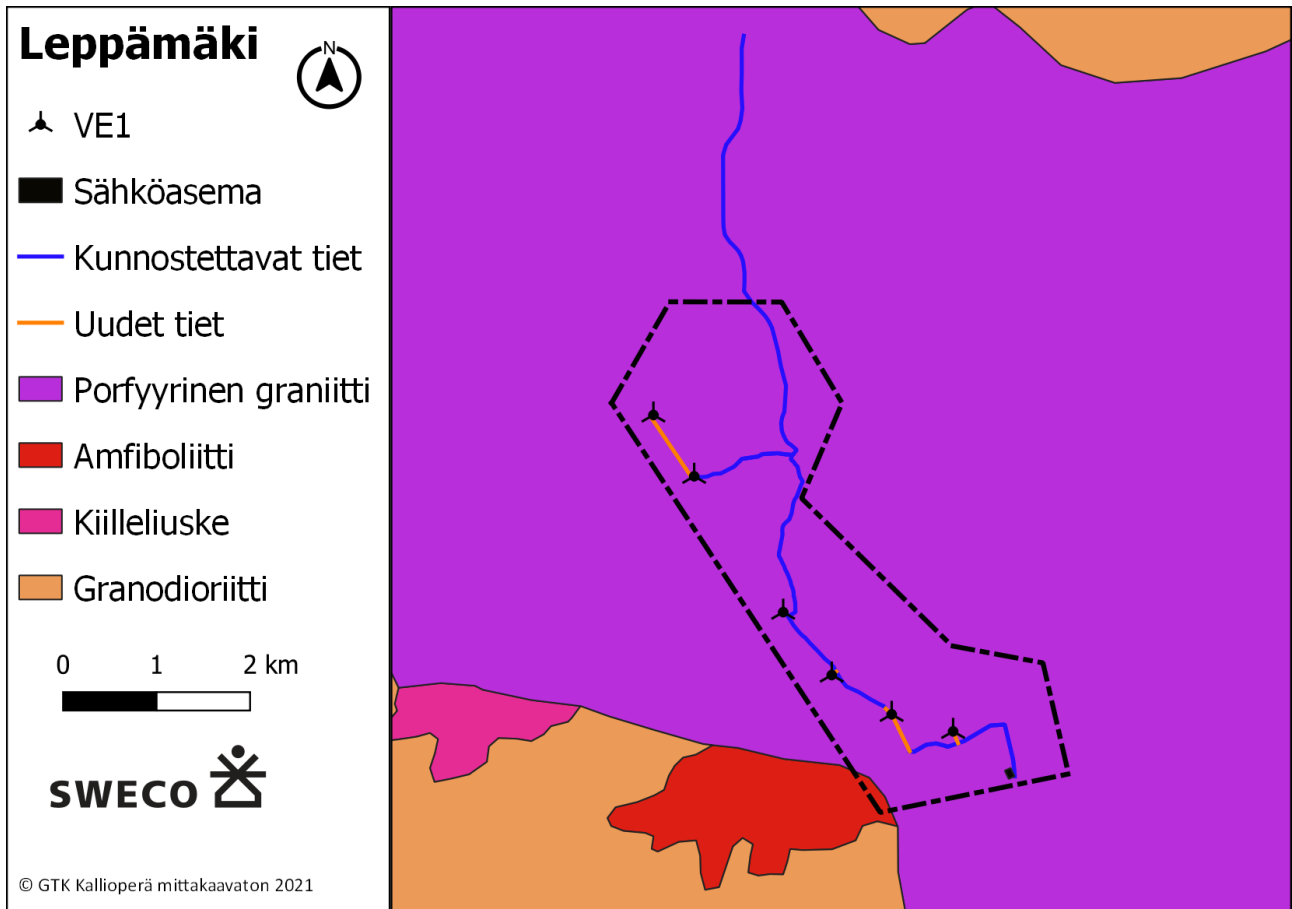 Leppämäki
N
VE1
Sähköasema
Kunnostettavat tiet
Uudet tiet
Porfyyrinen graniitti
Amfiboliitti
Kiilleliuske
Granodioriitti
0 1 2 km
SWECO
© GTK Kallioperä mittakaavaton 2021